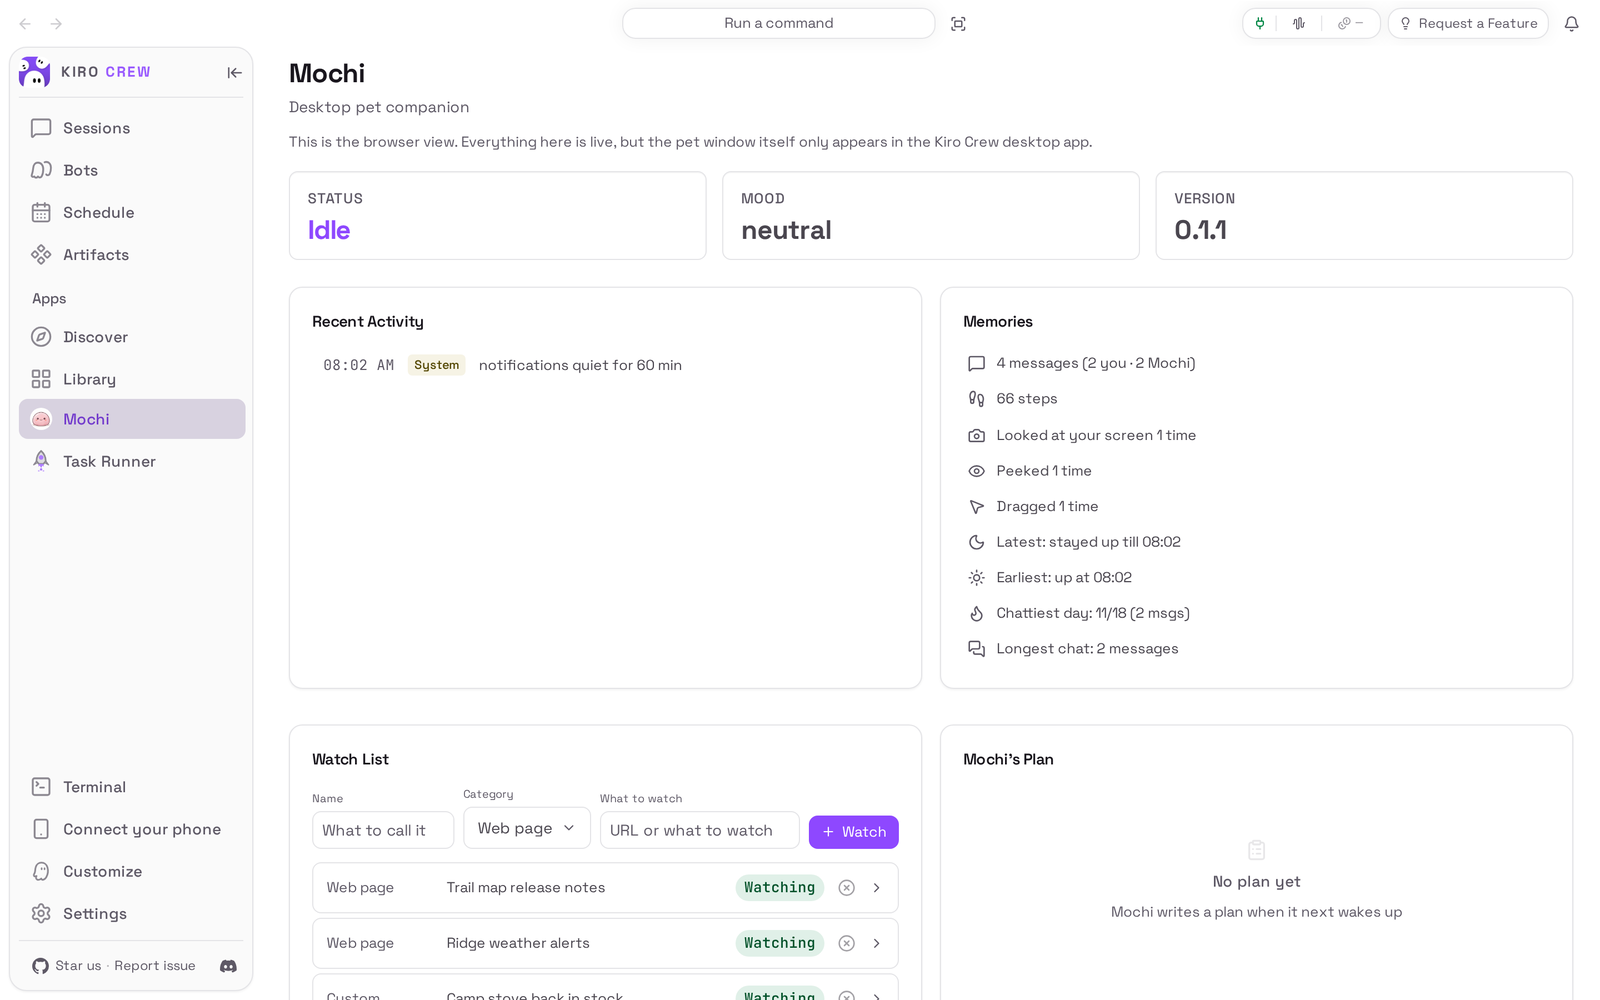 Run a command
Request a Feature
KIRO CREW
Sessions
Bots
Schedule
Artifacts
Apps
Discover
Library
Mochi
Task Runner
Terminal
Connect your phone
Customize
Settings
Star us · Report issue
Mochi
Desktop pet companion
This is the browser view. Everything here is live, but the pet window itself only appears in the Kiro Crew desktop app.
STATUS
Idle
MOOD
neutral
VERSION
0.1.1
Recent Activity
08:02 AM System notifications quiet for 60 min
Memories
4 messages (2 you · 2 Mochi)
66 steps
Looked at your screen 1 time
Peeked 1 time
Dragged 1 time
Latest: stayed up till 08:02
Earliest: up at 08:02
Chattiest day: 11/18 (2 msgs)
Longest chat: 2 messages
Watch List
Name
Category
What to watch
What to call it
Web page
URL or what to watch
+ Watch
Web page Trail map release notes Watching
Web page Ridge weather alerts Watching
Custom Camp stove back in stock Watching
Mochi's Plan
No plan yet
Mochi writes a plan when it next wakes up